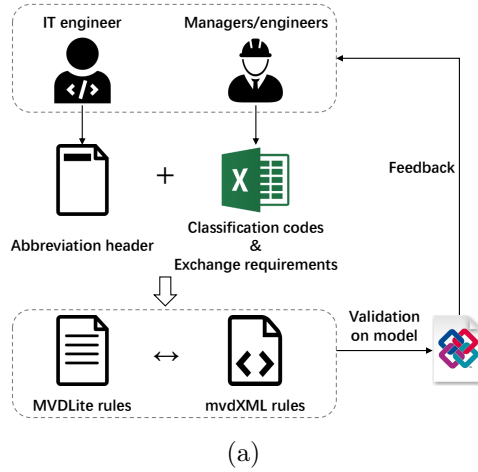 IT engineer
Managers/engineers
</>
Feedback
+
X
Abbreviation header
Classification codes
&
Exchange requirements
Validation
on model
MVDLite rules
mvdXML rules
(a)